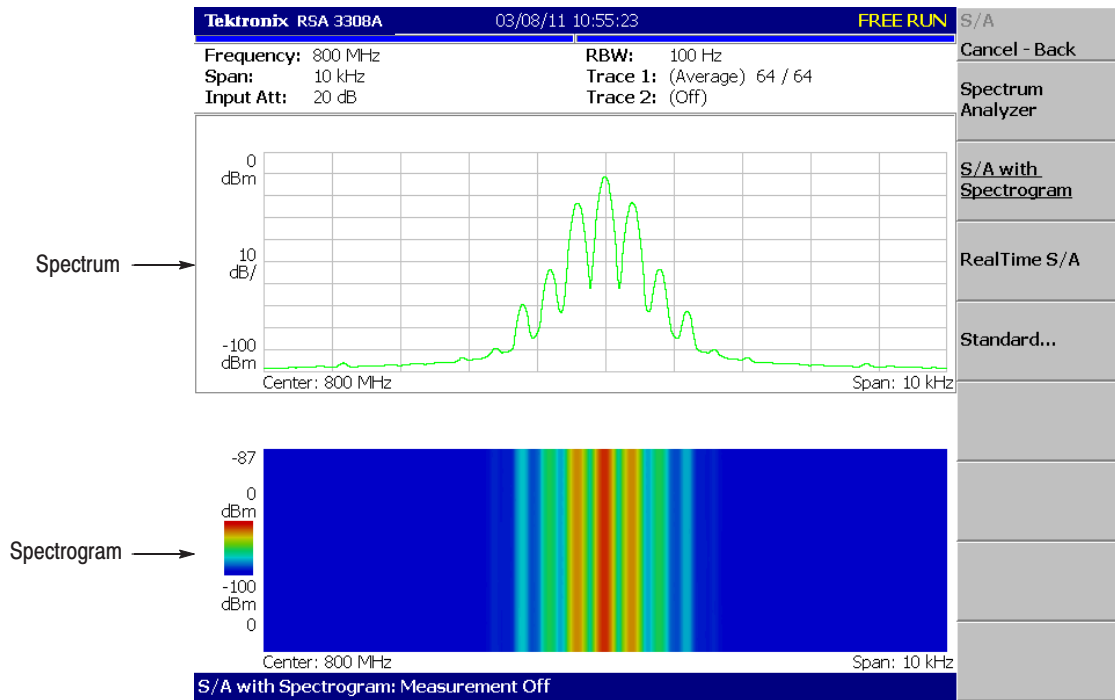 Tektronix RSA 3308A 03/08/11 10:55:23 FREE RUN
Frequency: 800 MHz RBW: 100 Hz
Span: 10 kHz Trace 1: (Average) 64 / 64
Input Att: 20 dB Trace 2: (Off)
0
dBm
Spectrum
10
dB/
-100
dBm
Center: 800 MHz Span: 10 kHz
-87
0
dBm
Spectrogram
-100
dBm
0
Center: 800 MHz Span: 10 kHz
S/A with Spectrogram: Measurement Off
S/A
Cancel - Back
Spectrum
Analyzer
S/A with
Spectrogram
RealTime S/A
Standard...